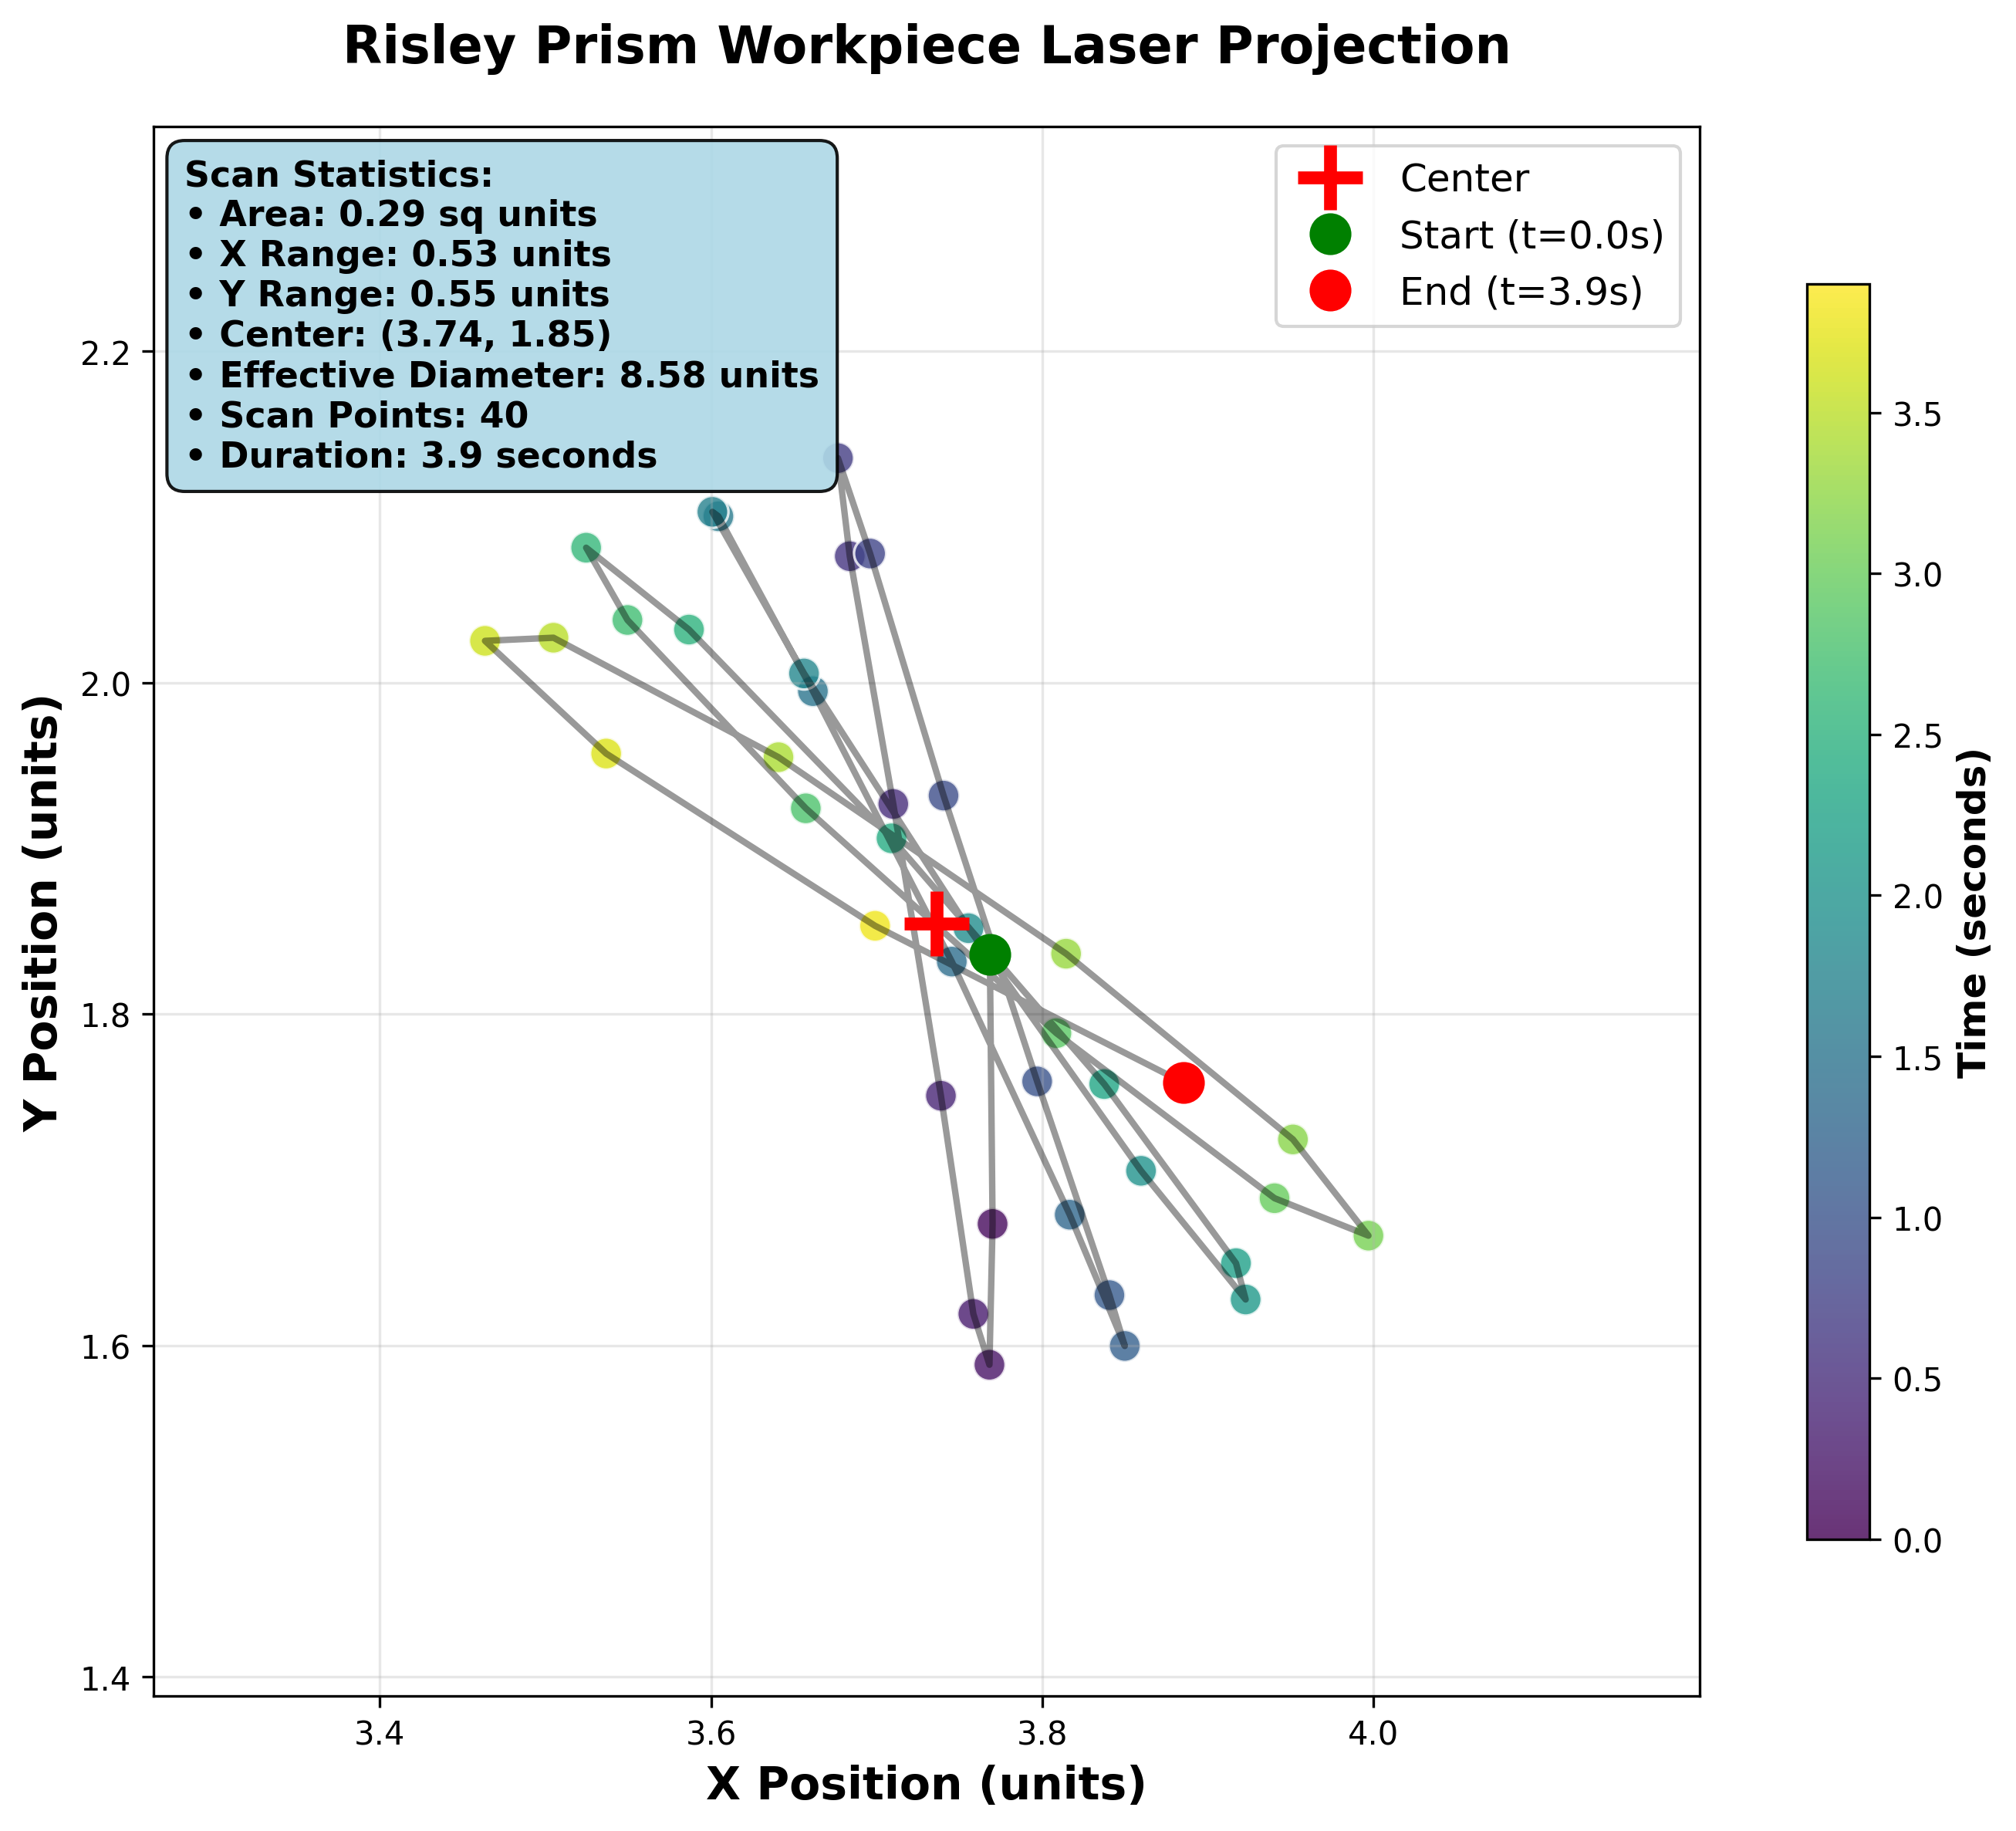 Risley Prism Workpiece Laser Projection
Scan Statistics:
• Area: 0.29 sq units
• X Range: 0.53 units
• Y Range: 0.55 units
• Center: (3.74, 1.85)
• Effective Diameter: 8.58 units
• Scan Points: 40
• Duration: 3.9 seconds
Center
Start (t=0.0s)
End (t=3.9s)
Y Position (units)
2.2
2.0
1.8
1.6
1.4
3.4
3.6
3.8
4.0
X Position (units)
3.5
3.0
2.5
2.0
1.5
1.0
0.5
0.0
Time (seconds)